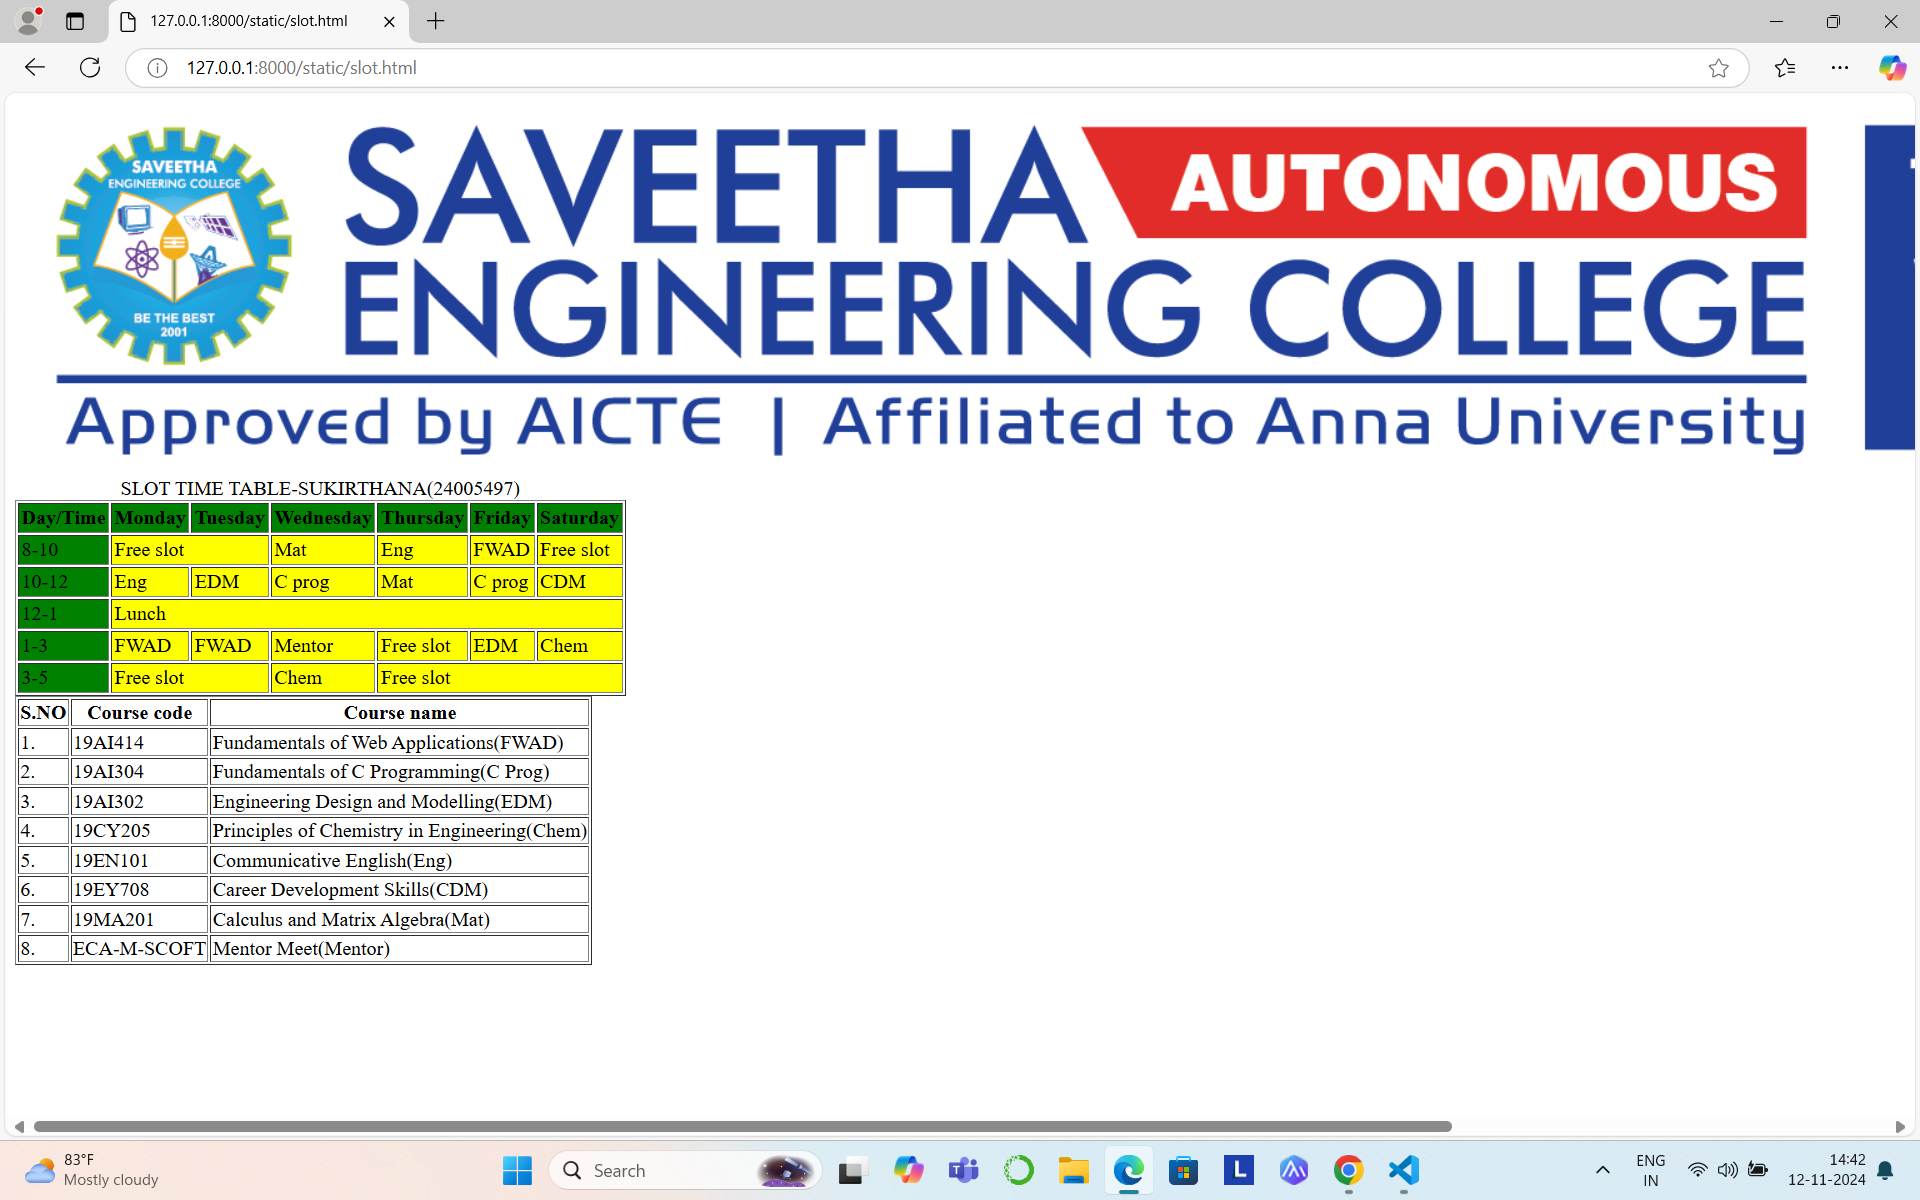 127.0.0.1:8000/static/slot.html
127.0.0.1:8000/static/slot.html
SAVEETHA
ENGINEERING COLLEGE
BE THE BEST
2001
SAVEETHA AUTONOMOUS
ENGINEERING COLLEGE
Approved by AICTE | Affiliated to Anna University
SLOT TIME TABLE-SUKIRTHANA(24005497)
Day/Time Monday Tuesday Wednesday Thursday Friday Saturday
8-10 Free slot Mat Eng FWAD Free slot
10-12 Eng EDM C prog Mat C prog CDM
12-1 Lunch
1-3 FWAD FWAD Mentor Free slot EDM Chem
3-5 Free slot Chem Free slot
S.NO Course code Course name
1. 19AI414 Fundamentals of Web Applications(FWAD)
2. 19AI304 Fundamentals of C Programming(C Prog)
3. 19AI302 Engineering Design and Modelling(EDM)
4. 19CY205 Principles of Chemistry in Engineering(Chem)
5. 19EN101 Communicative English(Eng)
6. 19EY708 Career Development Skills(CDM)
7. 19MA201 Calculus and Matrix Algebra(Mat)
8. ECA-M-SCOFT Mentor Meet(Mentor)
83°F
Mostly cloudy
Search
L
ENG
IN
14:42
12-11-2024